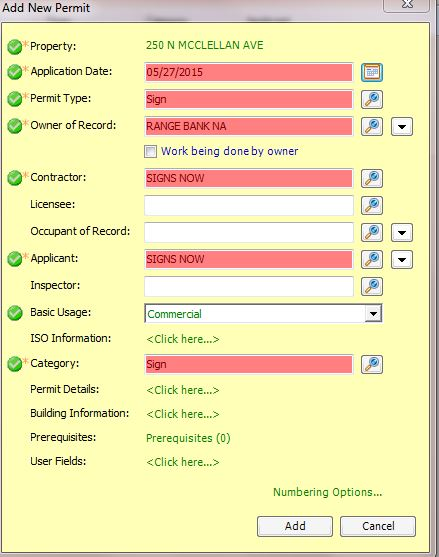 Add New Permit
* Property: 250 N MCCLELLAN AVE
* Application Date: 05/27/2015
* Permit Type: Sign
* Owner of Record: RANGE BANK NA
Work being done by owner
* Contractor: SIGNS NOW
Licensee:
Occupant of Record:
* Applicant: SIGNS NOW
Inspector:
Basic Usage: Commercial
ISO Information: <Click here...>
* Category: Sign
Permit Details: <Click here...>
Building Information: <Click here...>
Prerequisites: Prerequisites (0)
User Fields: <Click here...>
Numbering Options...
Add Cancel